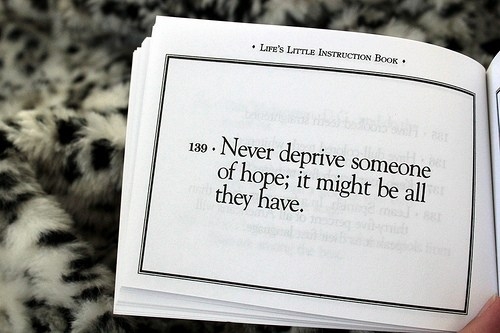 • Life's Little Instruction Book •
139 • Never deprive someone
of hope; it might be all
they have.